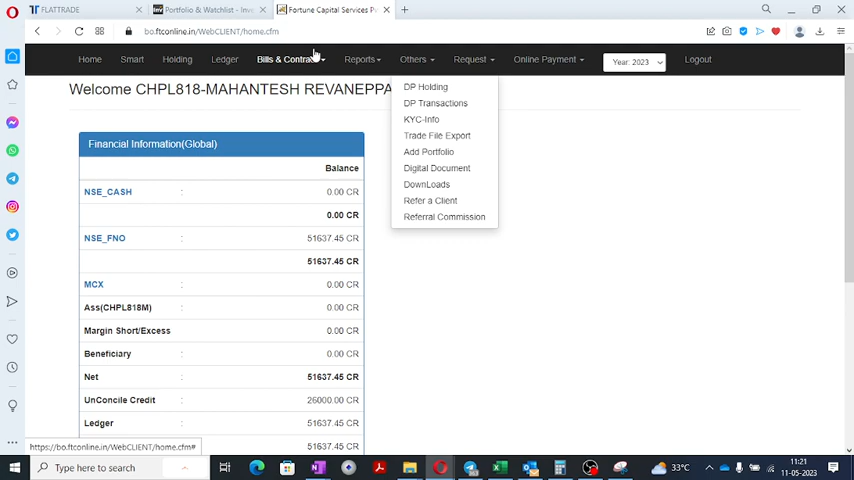 FLATTRADE
Portfolio & Watchlist - Inve
Fortune Capital Services P
bo.ftconline.in/WebCLIENT/home.cfm
Home Smart Holding Ledger Bills & Contra Reports Others Request Online Payment Year: 2023 Logout
Welcome CHPL818-MAHANTESH REVANEPPA
DP Holding
DP Transactions
KYC-Info
Trade File Export
Add Portfolio
Digital Document
DownLoads
Refer a Client
Referral Commission
Financial Information(Global)
Balance
NSE_CASH : 0.00 CR
0.00 CR
NSE_FNO : 51637.45 CR
51637.45 CR
MCX : 0.00 CR
Ass(CHPL818M) : 0.00 CR
Margin Short/Excess 0.00 CR
Beneficiary : 0.00 CR
Net : 51637.45 CR
UnConcile Credit : 26000.00 CR
Ledger : 51637.45 CR
51637.45 CR
https://bo.ftconline.in/WebCLIENT/home.cfm#
Type here to search
33°C
11:21
11-05-2023